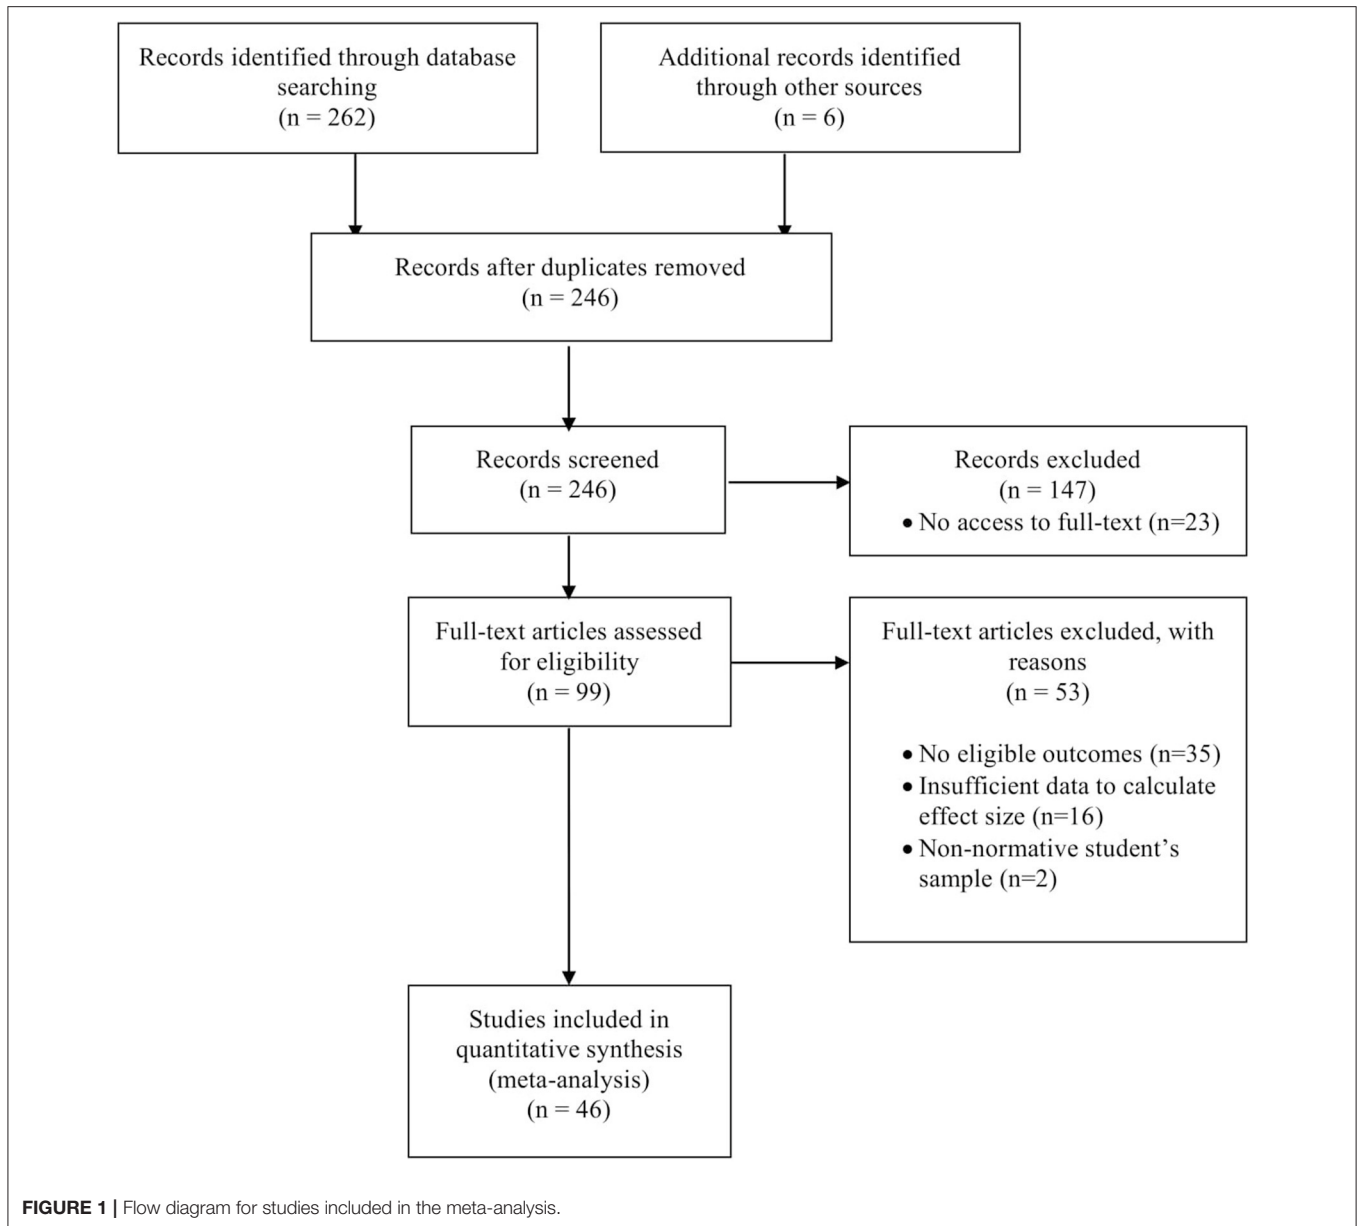 Records identified through database
searching
(n = 262)
Additional records identified
through other sources
(n = 6)
Records after duplicates removed
(n = 246)
Records screened
(n = 246)
Records excluded
(n = 147)
• No access to full-text (n=23)
Full-text articles assessed
for eligibility
(n = 99)
Full-text articles excluded, with
reasons
(n = 53)
• No eligible outcomes (n=35)
• Insufficient data to calculate
effect size (n=16)
• Non-normative student’s
sample (n=2)
Studies included in
quantitative synthesis
(meta-analysis)
(n = 46)
FIGURE 1 | Flow diagram for studies included in the meta-analysis.